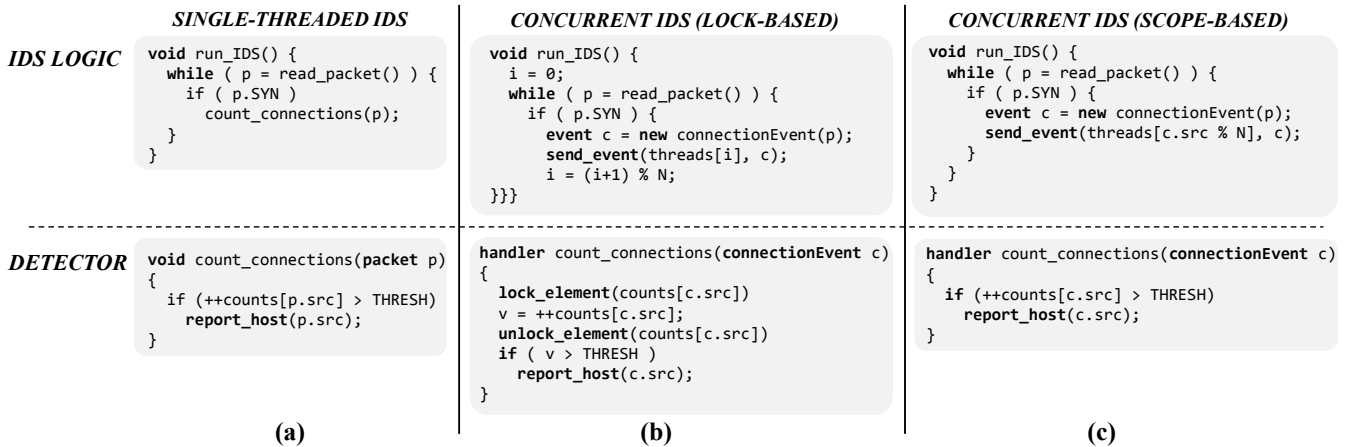 SINGLE-THREADED IDS
CONCURRENT IDS (LOCK-BASED)
CONCURRENT IDS (SCOPE-BASED)
IDS LOGIC
void run_IDS() {
  while ( p = read_packet() ) {
    if ( p.SYN )
      count_connections(p);
  }
}
void run_IDS() {
  i = 0;
  while ( p = read_packet() ) {
    if ( p.SYN ) {
      event c = new connectionEvent(p);
      send_event(threads[i], c);
      i = (i+1) % N;
}}}
void run_IDS() {
  while ( p = read_packet() ) {
    if ( p.SYN ) {
      event c = new connectionEvent(p);
      send_event(threads[c.src % N], c);
    }
  }
}
DETECTOR
void count_connections(packet p)
{
  if (++counts[p.src] > THRESH)
    report_host(p.src);
}
handler count_connections(connectionEvent c)
{
  lock_element(counts[c.src])
  v = ++counts[c.src];
  unlock_element(counts[c.src])
  if ( v > THRESH )
    report_host(c.src);
}
handler count_connections(connectionEvent c)
{
  if (++counts[c.src] > THRESH)
    report_host(c.src);
}
(a)
(b)
(c)